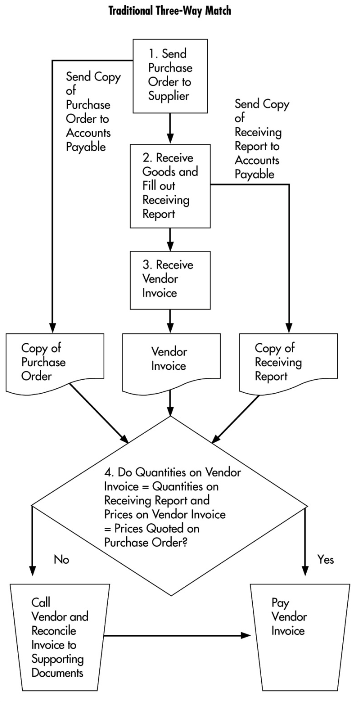 Traditional Three-Way Match
1. Send
Purchase
Order to
Supplier
Send Copy
of
Purchase
Order to
Accounts
Payable
Send Copy
of
Receiving
Report to
Accounts
Payable
2. Receive
Goods and
Fill out
Receiving
Report
3. Receive
Vendor
Invoice
Copy of
Purchase
Order
Vendor
Invoice
Copy of
Receiving
Report
4. Do Quantities on Vendor
Invoice = Quantities on
Receiving Report and
Prices on Vendor Invoice
= Prices Quoted on
Purchase Order?
No
Yes
Call
Vendor and
Reconcile
Invoice to
Supporting
Documents
Pay
Vendor
Invoice